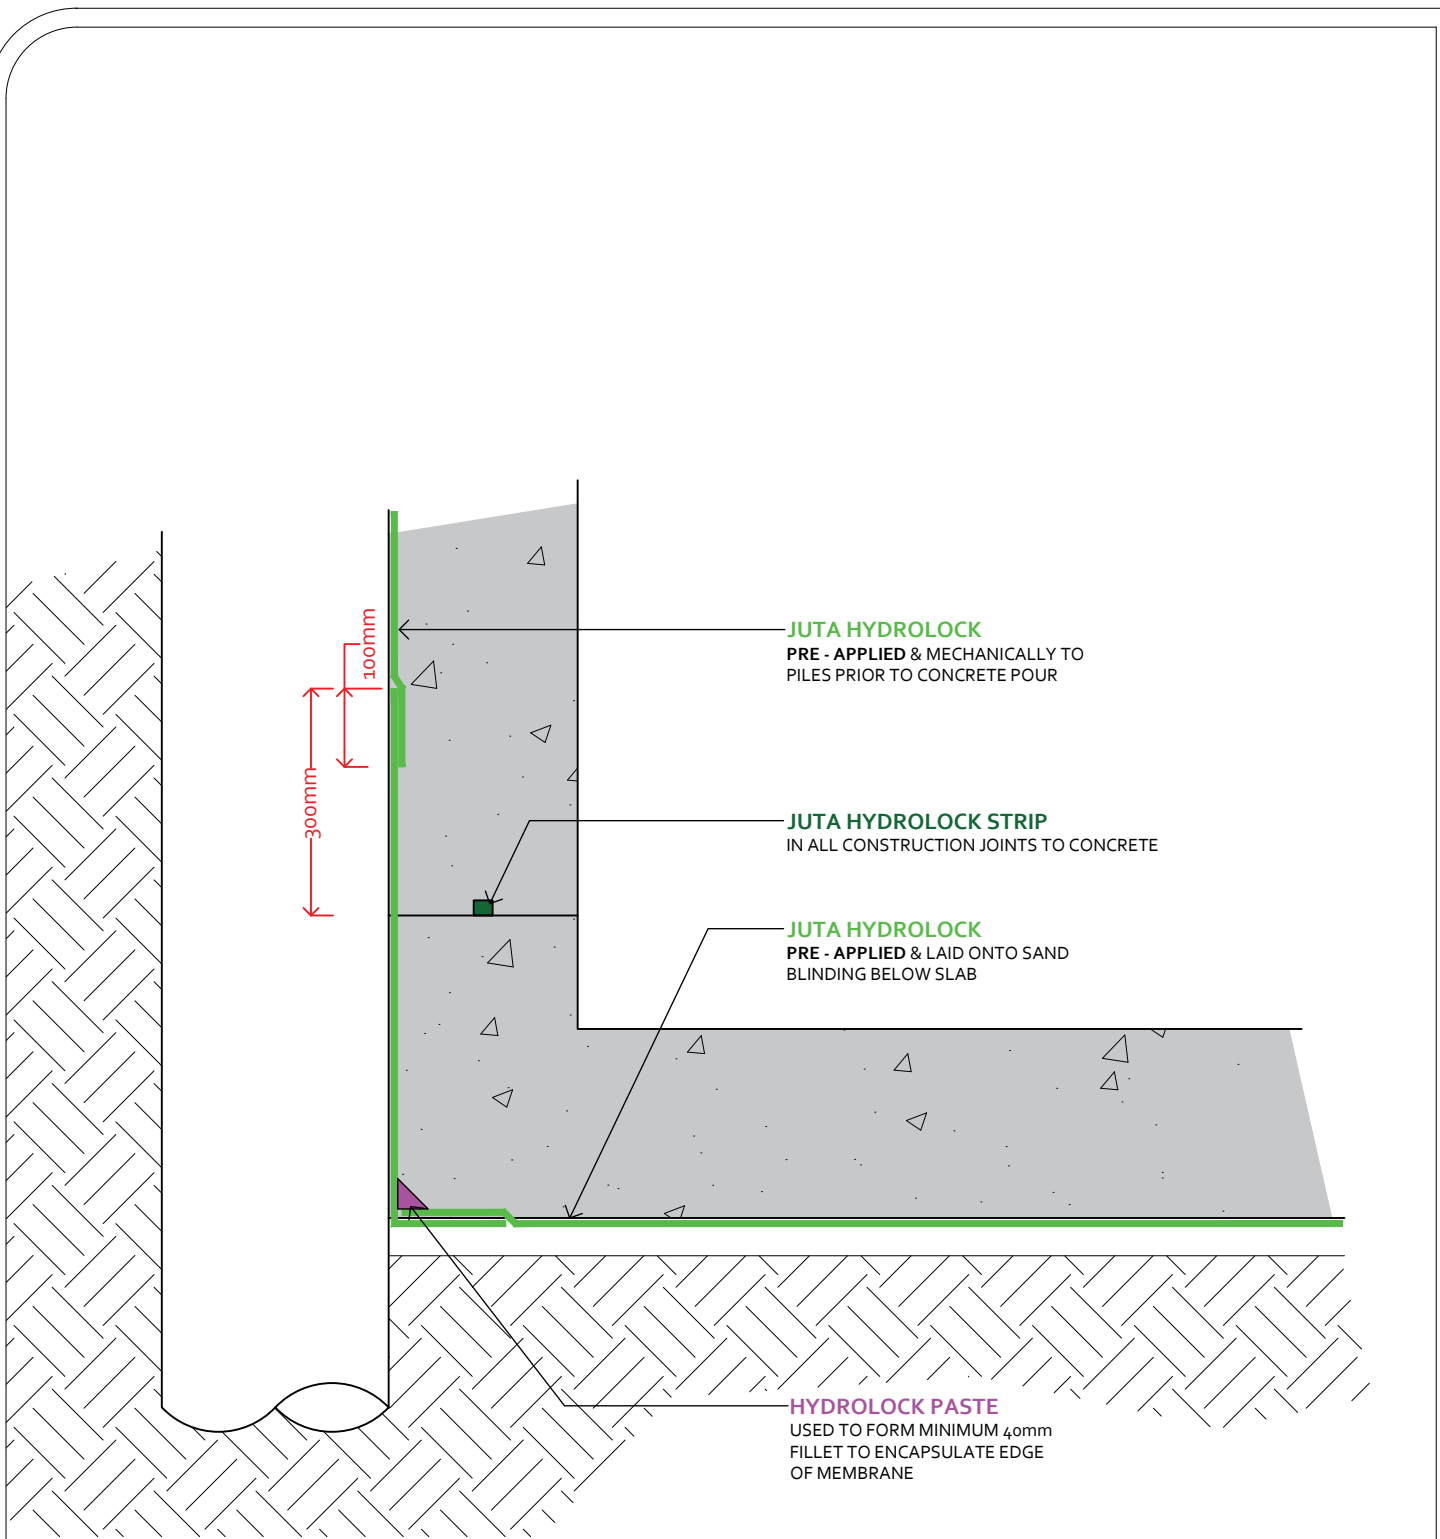 100mm
300mm
JUTA HYDROLOCK
PRE - APPLIED & MECHANICALLY TO
PILES PRIOR TO CONCRETE POUR
JUTA HYDROLOCK STRIP
IN ALL CONSTRUCTION JOINTS TO CONCRETE
JUTA HYDROLOCK
PRE - APPLIED & LAID ONTO SAND
BLINDING BELOW SLAB
HYDROLOCK PASTE
USED TO FORM MINIMUM 40mm
FILLET TO ENCAPSULATE EDGE
OF MEMBRANE